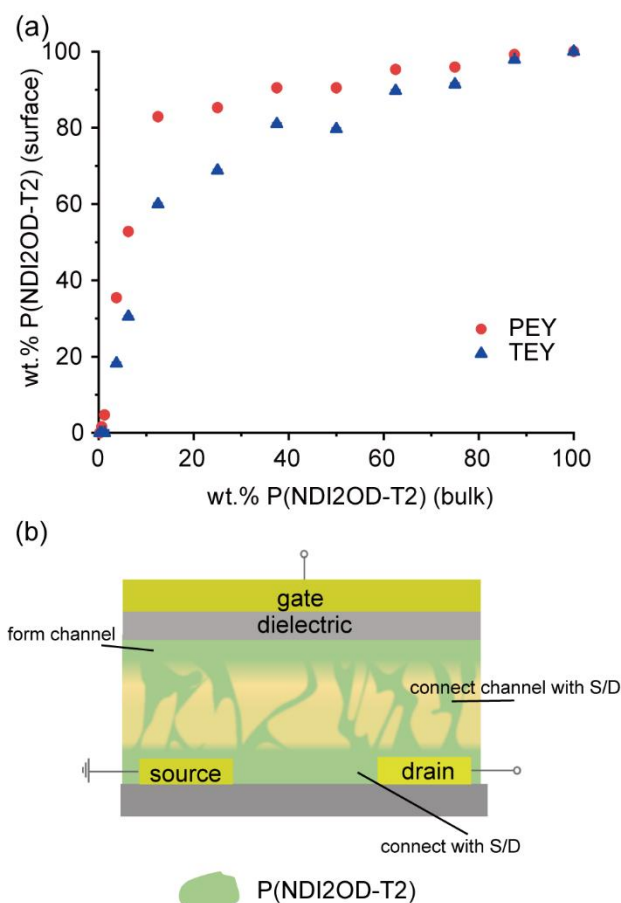 (a)
wt.% P(NDI2OD-T2) (surface)
100
80
60
40
20
0
PEY
TEY
0
20
40
60
80
100
wt.% P(NDI2OD-T2) (bulk)
(b)
gate
dielectric
form channel
connect channel with S/D
source
drain
connect with S/D
P(NDI2OD-T2)